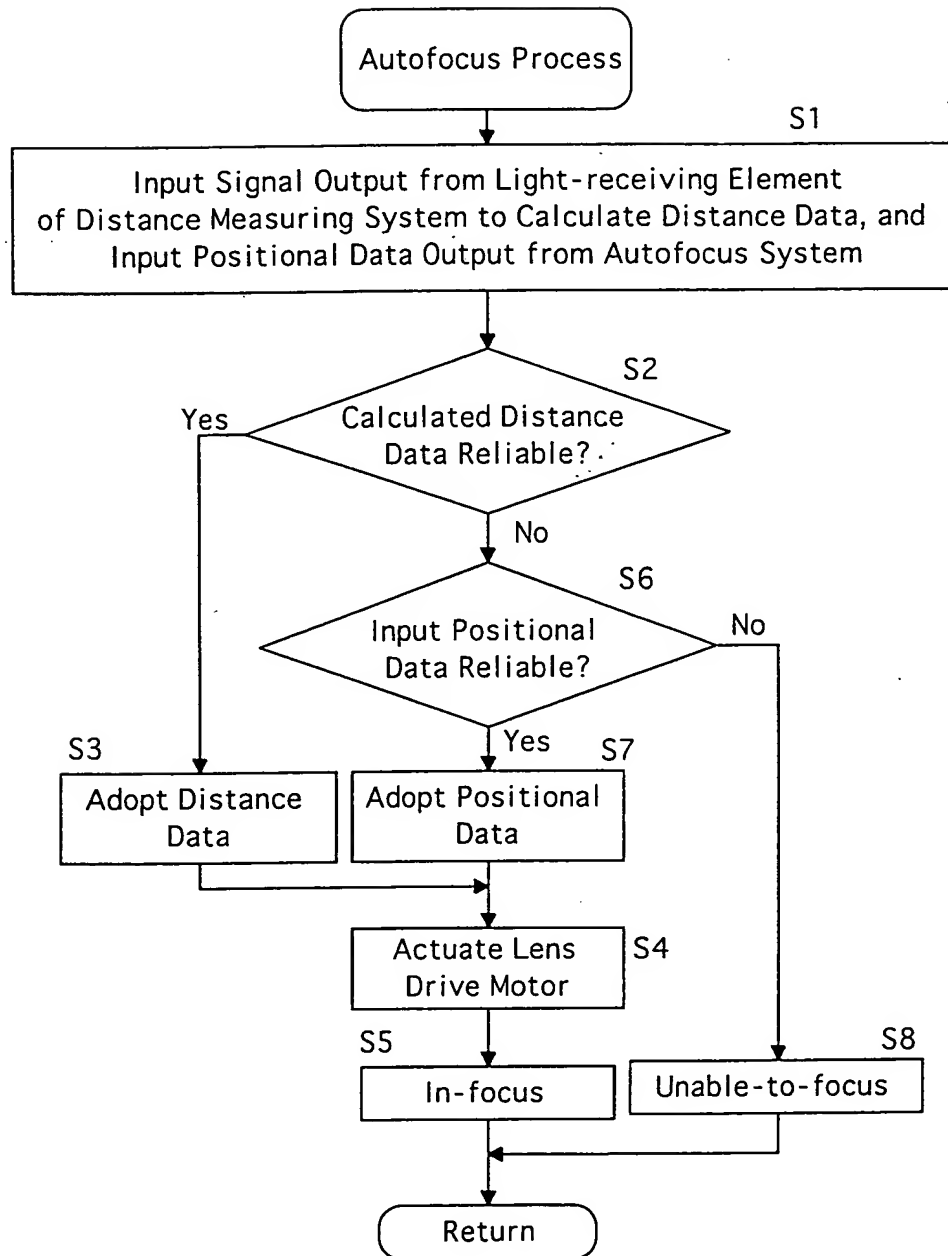 Autofocus Process
S1
Input Signal Output from Light-receiving Element
of Distance Measuring System to Calculate Distance Data, and
Input Positional Data Output from Autofocus System
S2
Yes
Calculated Distance
Data Reliable?
No
S6
Input Positional
Data Reliable?
No
Yes
S3
S7
Adopt Distance
Data
Adopt Positional
Data
Actuate Lens
Drive Motor
S4
S5
S8
In-focus
Unable-to-focus
Return